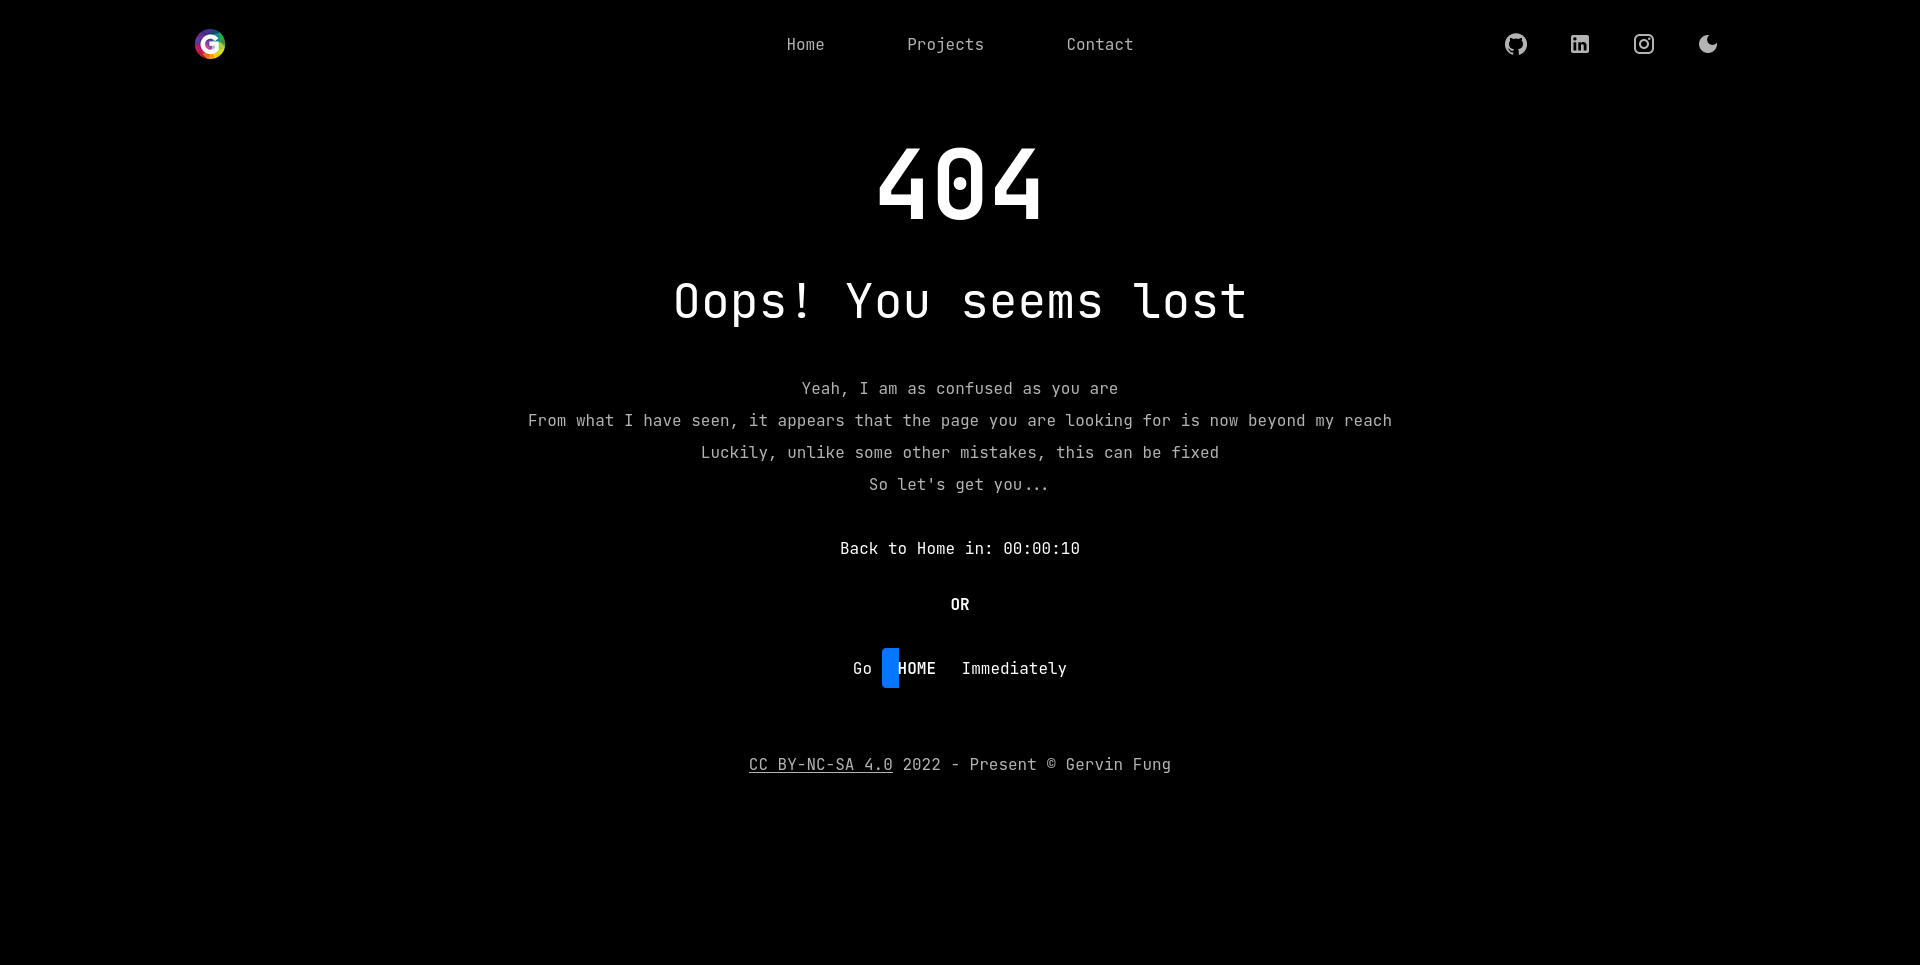 G
Home Projects Contact
404
Oops! You seems lost
Yeah, I am as confused as you are
From what I have seen, it appears that the page you are looking for is now beyond my reach
Luckily, unlike some other mistakes, this can be fixed
So let's get you...
Back to Home in: 00:00:10
OR
Go HOME Immediately
CC BY-NC-SA 4.0 2022 - Present © Gervin Fung